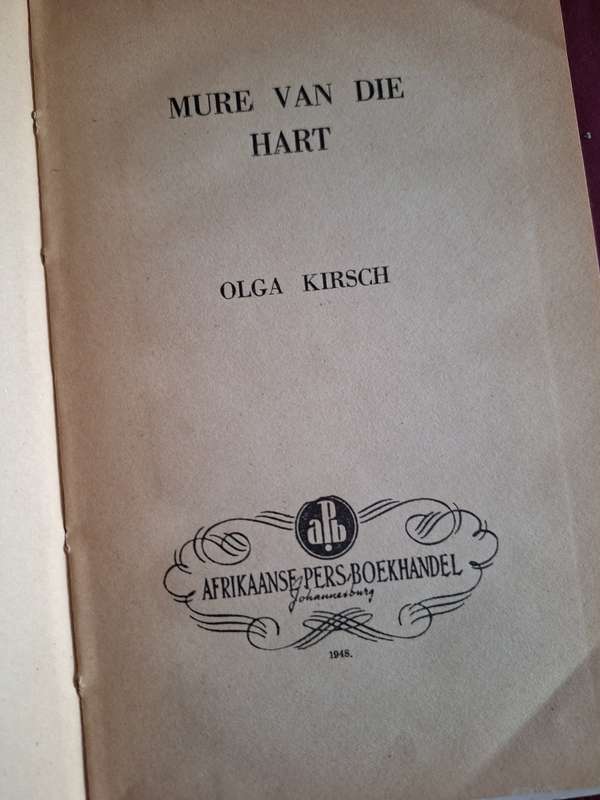 MURE VAN DIE
HART
OLGA KIRSCH
aPb
AFRIKAANSE PERS BOEKHANDEL
Johannesburg
1948.